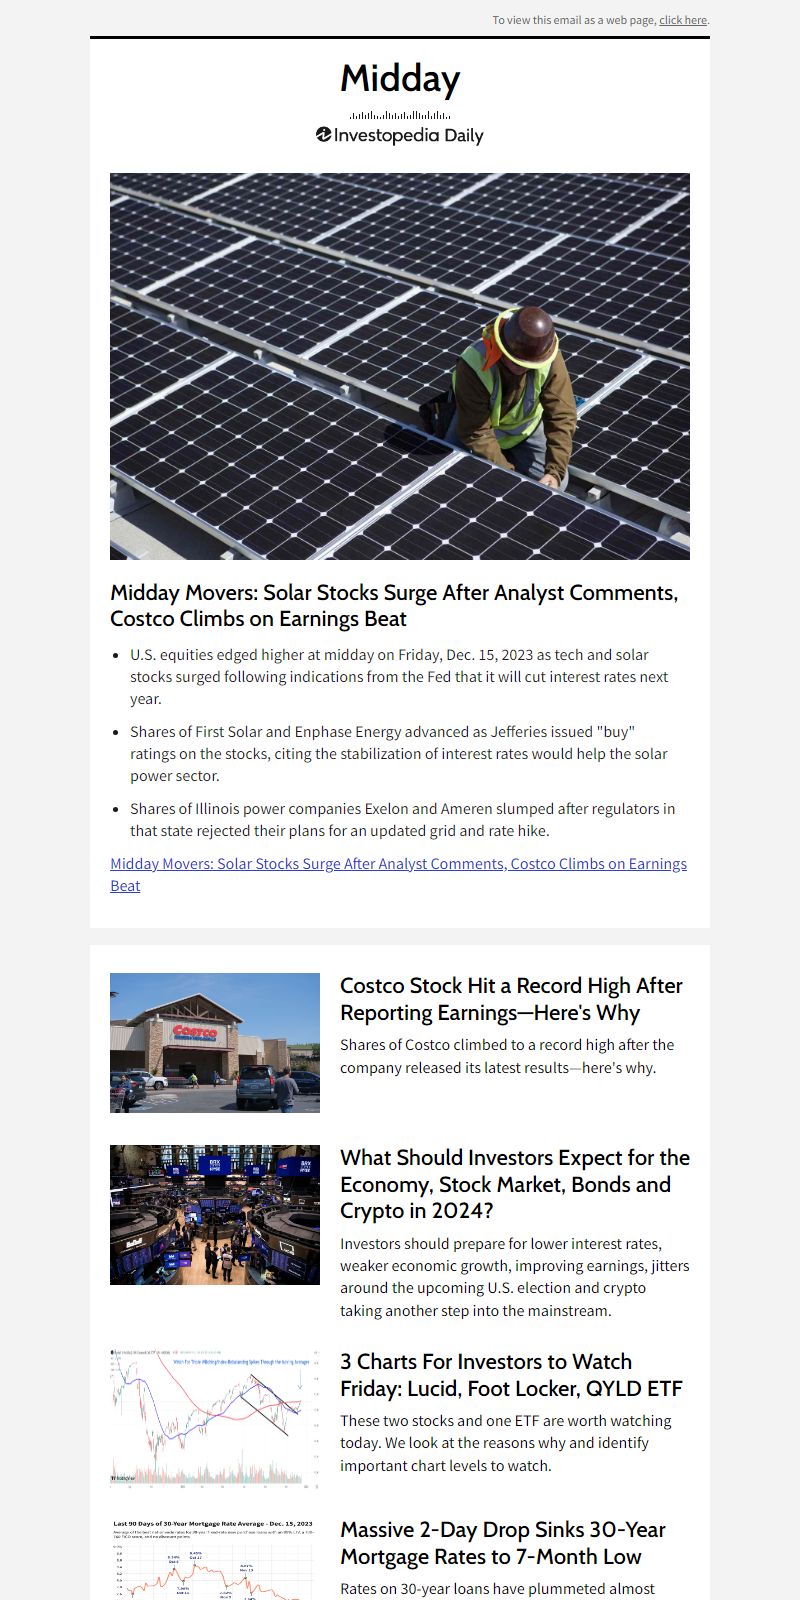 To view this email as a web page, click here.
Midday
Investopedia Daily
Midday Movers: Solar Stocks Surge After Analyst Comments,
Costco Climbs on Earnings Beat
• U.S. equities edged higher at midday on Friday, Dec. 15, 2023 as tech and solar
stocks surged following indications from the Fed that it will cut interest rates next
year.
• Shares of First Solar and Enphase Energy advanced as Jefferies issued "buy"
ratings on the stocks, citing the stabilization of interest rates would help the solar
power sector.
• Shares of Illinois power companies Exelon and Ameren slumped after regulators in
that state rejected their plans for an updated grid and rate hike.
Midday Movers: Solar Stocks Surge After Analyst Comments, Costco Climbs on Earnings
Beat
COSTCO
Costco Stock Hit a Record High After
Reporting Earnings—Here's Why
Shares of Costco climbed to a record high after the
company released its latest results—here's why.
What Should Investors Expect for the
Economy, Stock Market, Bonds and
Crypto in 2024?
Investors should prepare for lower interest rates,
weaker economic growth, improving earnings, jitters
around the upcoming U.S. election and crypto
taking another step into the mainstream.
3 Charts For Investors to Watch
Friday: Lucid, Foot Locker, QYLD ETF
These two stocks and one ETF are worth watching
today. We look at the reasons why and identify
important chart levels to watch.
Last 90 Days of 30-Year Mortgage Rate Average - Dec. 15, 2023
Massive 2-Day Drop Sinks 30-Year
Mortgage Rates to 7-Month Low
Rates on 30-year loans have plummeted almost